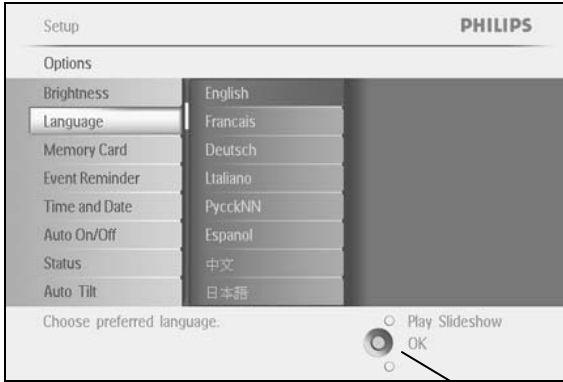 Setup PHILIPS
Options
Brightness English
Language Francais
Memory Card Deutsch
Event Reminder Ltaliano
Time and Date PycckNN
Auto On/Off Espanol
Status 中文
Auto Tilt 日本語
Choose preferred language. Play Slideshow
OK